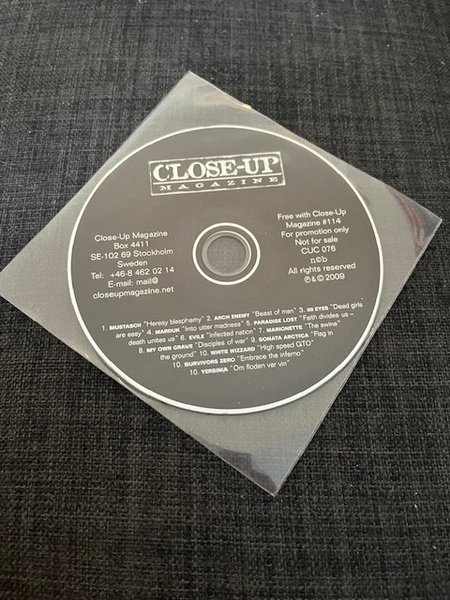 CLOSE-UP
MAGAZINE
Close-Up Magazine
Box 4411
SE-102 69 Stockholm
Sweden
Tel: +46-8 462 02 14
E-mail: mail@
closeupmagazine.net
Free with Close-Up
Magazine #114
For promotional only
Not for sale
CUC 076
n©b
All rights reserved
℗&© 2009
1. MUSTASCH "Heresy blasphemy" 2. ARCH ENEMY "Beast of man" 3. 69 EYES "Dead girls
are easy" 4. MARDUK "Into utter madness" 5. PARADISE LOST "Faith divides us –
death unites us" 6. EVILE "Infected nation" 7. MARIONETTE "The swine"
8. MY OWN GRAVE "Disciples of war" 9. SONATA ARCTICA "Flag in
the ground" 10. WHITE WIZZARD "High speed GTO"
10. SURVIVORS ZERO "Embrace the inferno"
10. YERSINIA "Om floden var vin"